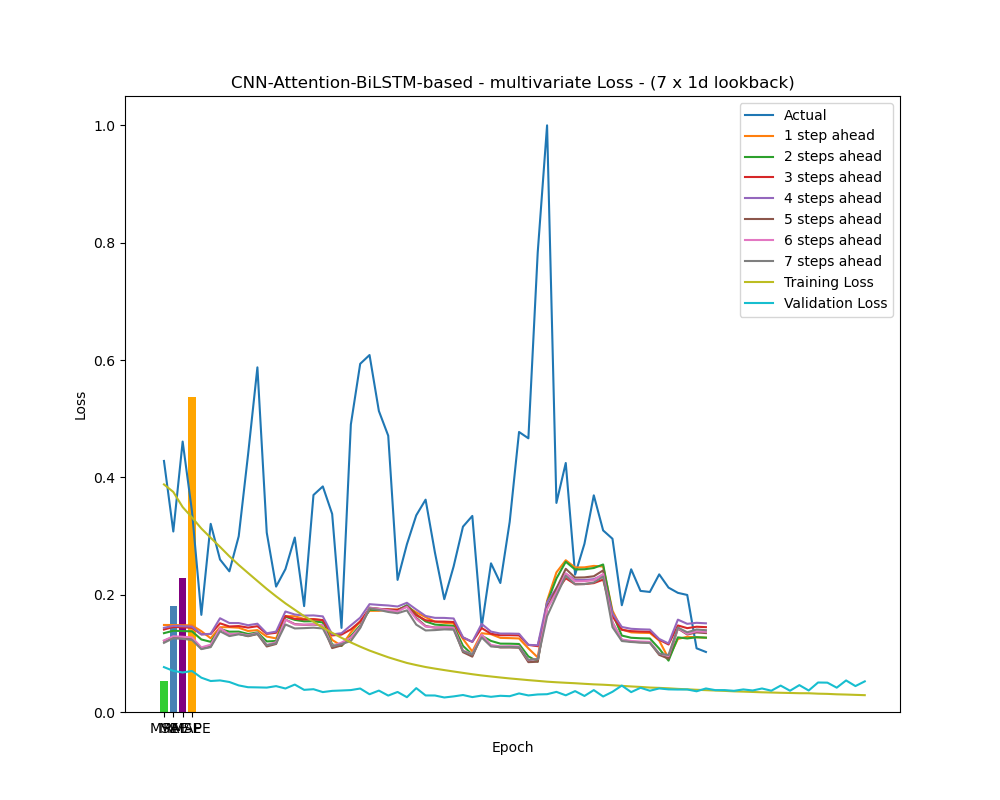 CNN-Attention-BiLSTM-based - multivariate Loss - (7 x 1d lookback)
Actual
1 step ahead
2 steps ahead
3 steps ahead
4 steps ahead
5 steps ahead
6 steps ahead
7 steps ahead
Training Loss
Validation Loss
1.0
0.8
0.6
0.4
0.2
0.0
Loss
Epoch